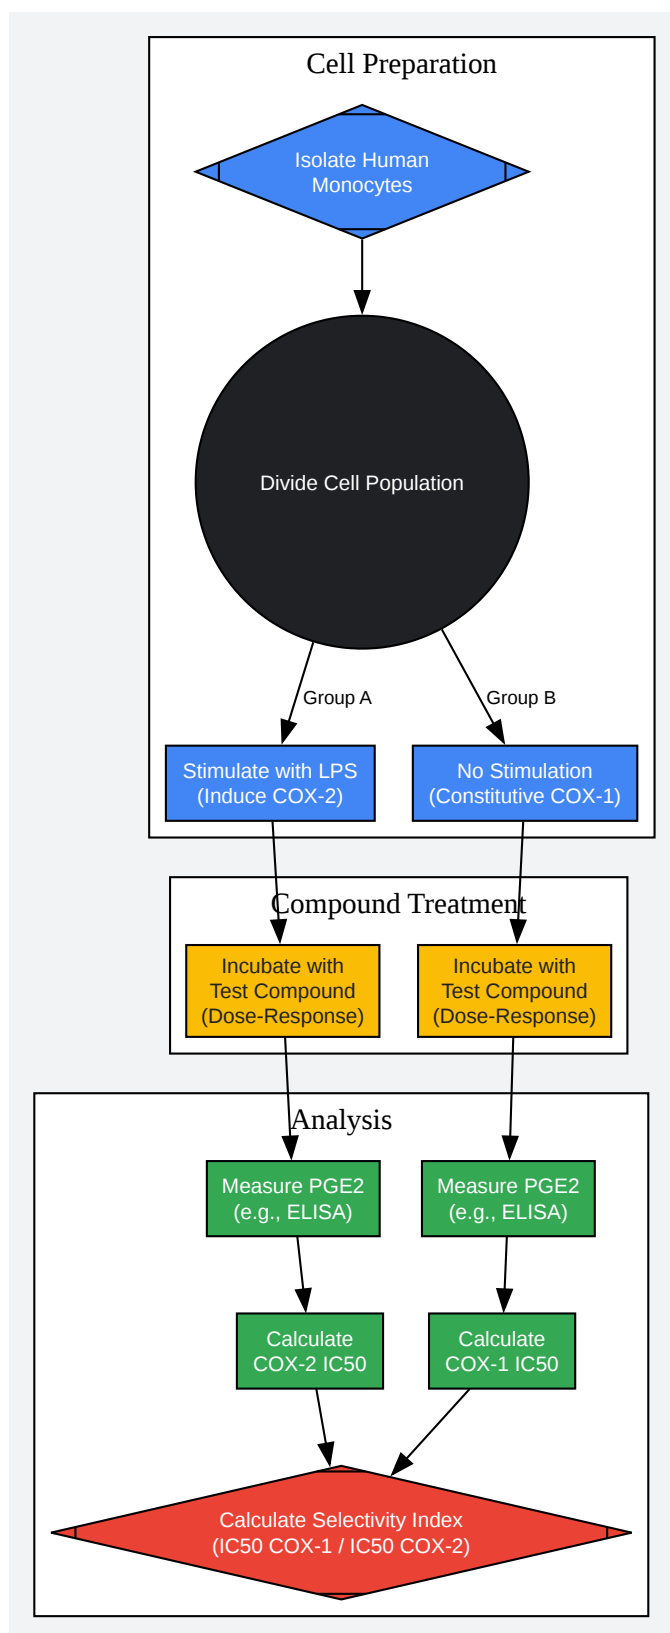 Cell Preparation
Isolate Human
Monocytes
Divide Cell Population
Group A
Group B
Stimulate with LPS
(Induce COX-2)
No Stimulation
(Constitutive COX-1)
Compound Treatment
Incubate with
Test Compound
(Dose-Response)
Incubate with
Test Compound
(Dose-Response)
Analysis
Measure PGE2
(e.g., ELISA)
Measure PGE2
(e.g., ELISA)
Calculate
COX-2 IC50
Calculate
COX-1 IC50
Calculate Selectivity Index
(IC50 COX-1 / IC50 COX-2)